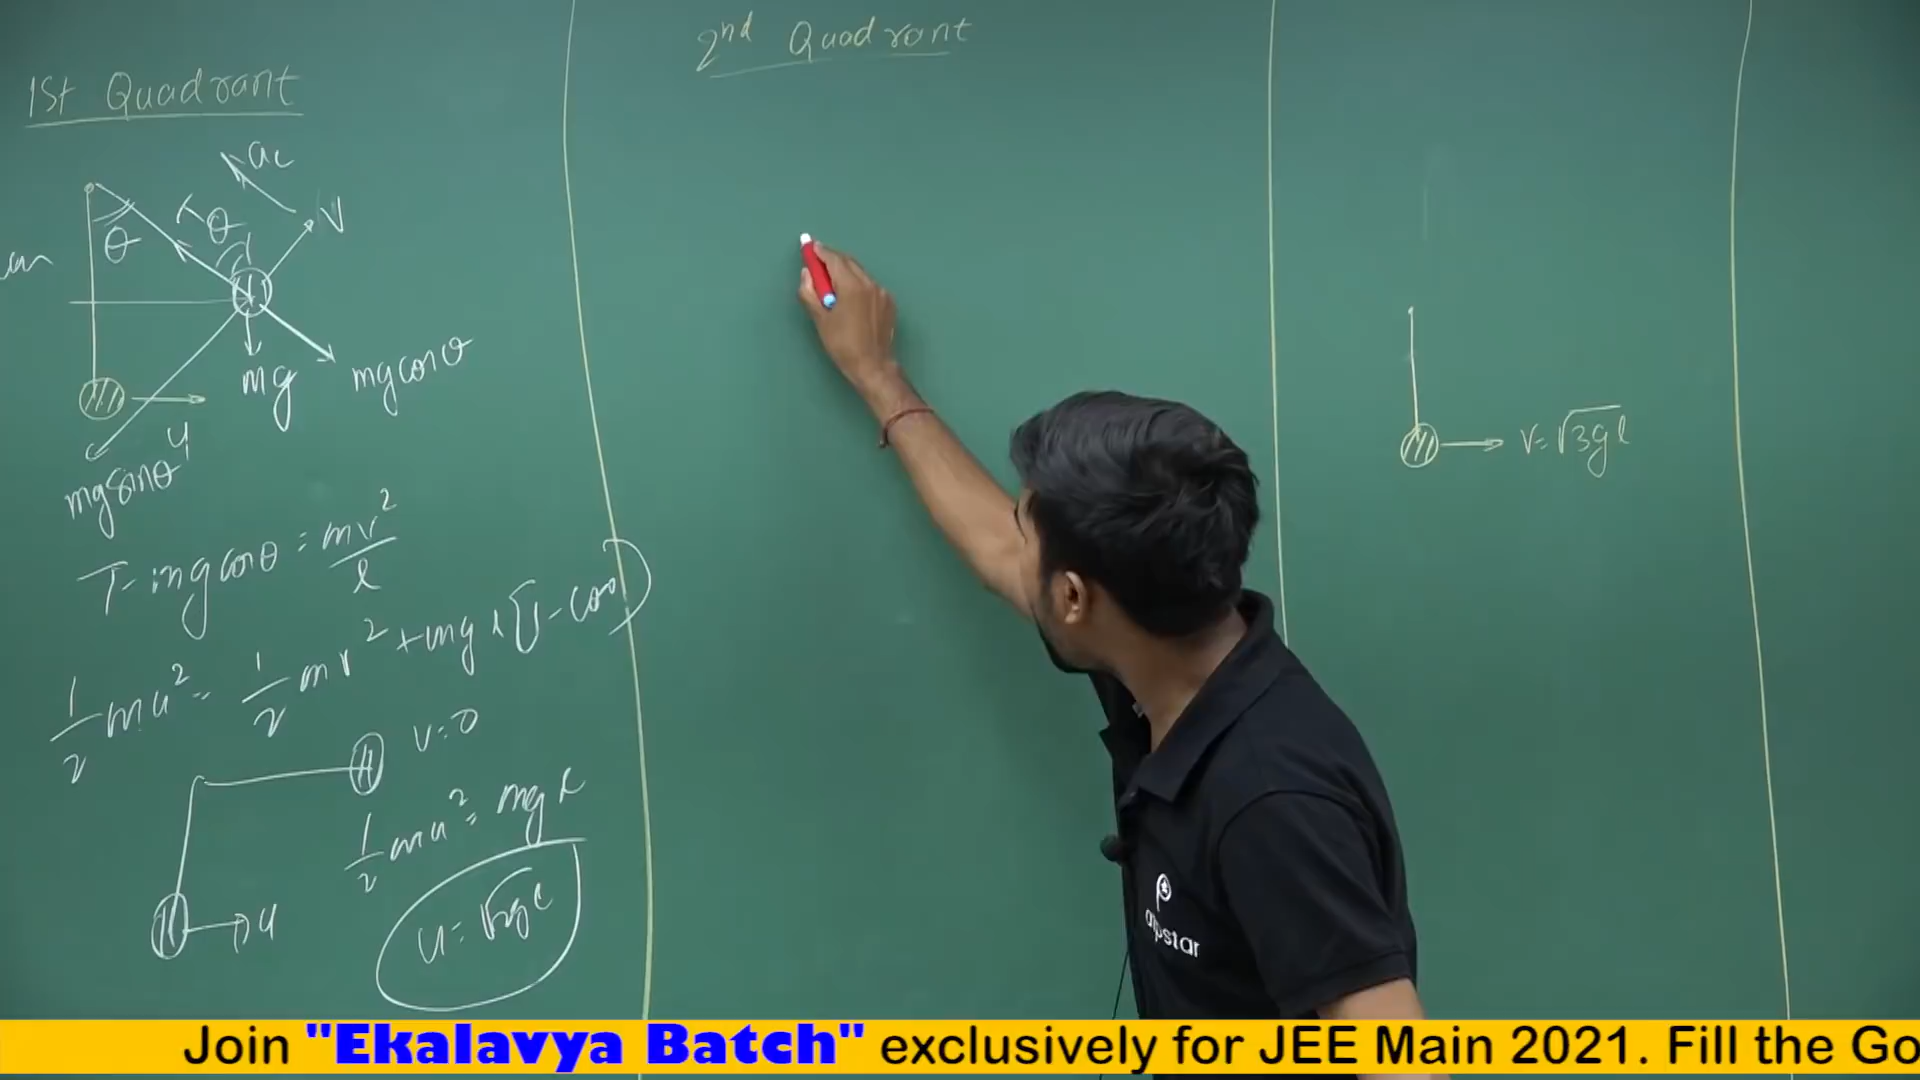 1st Quadrant
ac
θ
T θ
V
mg
mg cos θ
u
mg sin θ
T - mg cos θ = mv²/l
1/2 mu² = 1/2 mv² + mg l [1 - cos θ)
v = 0
1/2 mu² = mg l
u
u = √2gl
2nd Quadrant
V = √3gl
Join "Ekalavya Batch" exclusively for JEE Main 2021. Fill the Go